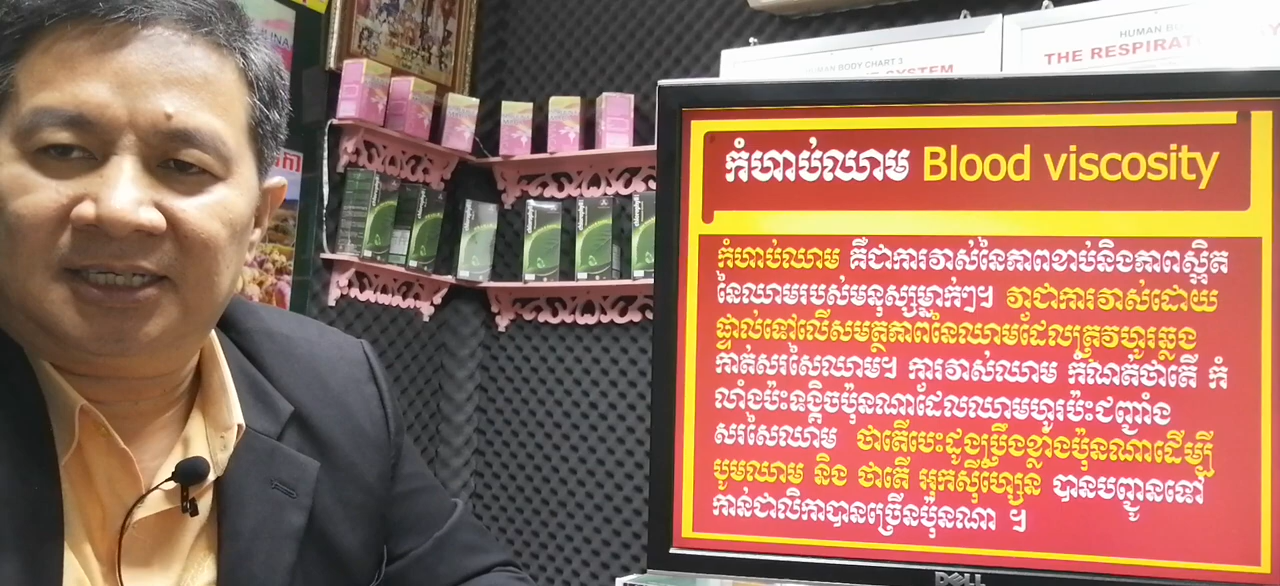 HUMAN BODY CHART 3
SYSTEM
HUMAN BO
THE RESPIRAT
កំហាប់ឈាម Blood viscosity
កំហាប់ឈាម គឺជាការវាស់នៃភាពខាប់និងភាពស្អិត
នៃឈាមរបស់មនុស្សម្នាក់ៗ។ វាជាការវាស់ដោយ
ផ្ទាល់ទៅលើសមត្ថភាពនៃឈាមដែលត្រូវហូរឆ្លង
កាត់សរសៃឈាម។ ការវាស់ឈាម កំណត់ថាតើ កំ
លាំងប៉ះទង្គិចប៉ុនណាដែលឈាមហូរប៉ះជញ្ជាំង
សរសៃឈាម ថាតើបេះដូងប្រឹងខ្លាំងប៉ុនណាដើម្បី
បូមឈាម និង ថាតើ អុកស៊ីហ្សែន បានបញ្ជូនទៅ
កាន់ជាលិកាបានច្រើនប៉ុនណា ។
DELL